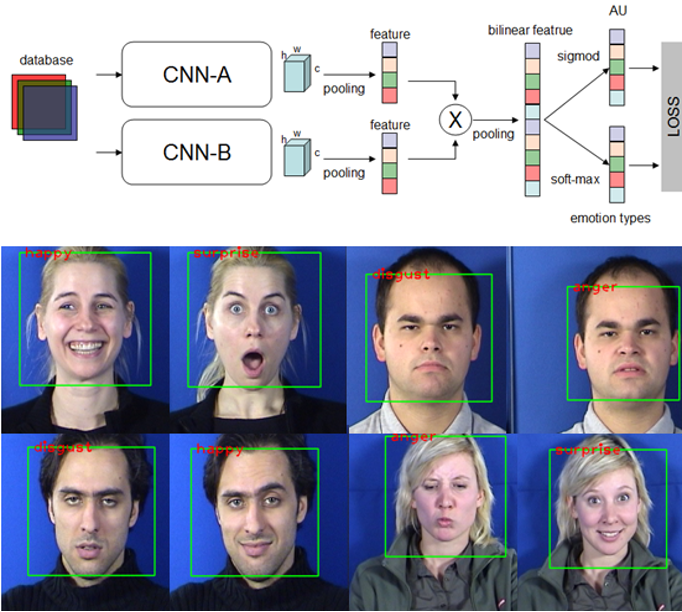 AU
bilinear featrue
feature
database
h w c
CNN-A
pooling
sigmod
X
pooling
LOSS
feature
h w c
CNN-B
pooling
soft-max
emotion types
happy
surprise
disgust
anger
disgust
happy
anger
surprise